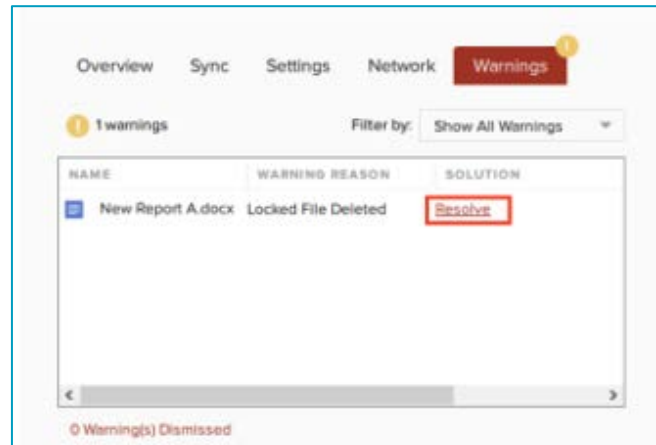 Overview Sync Settings Network Warnings
1 warnings Filter by: Show All Warnings
NAME WARNING REASON SOLUTION
New Report A.docx Locked File Deleted Resolve
0 Warning(s) Dismissed